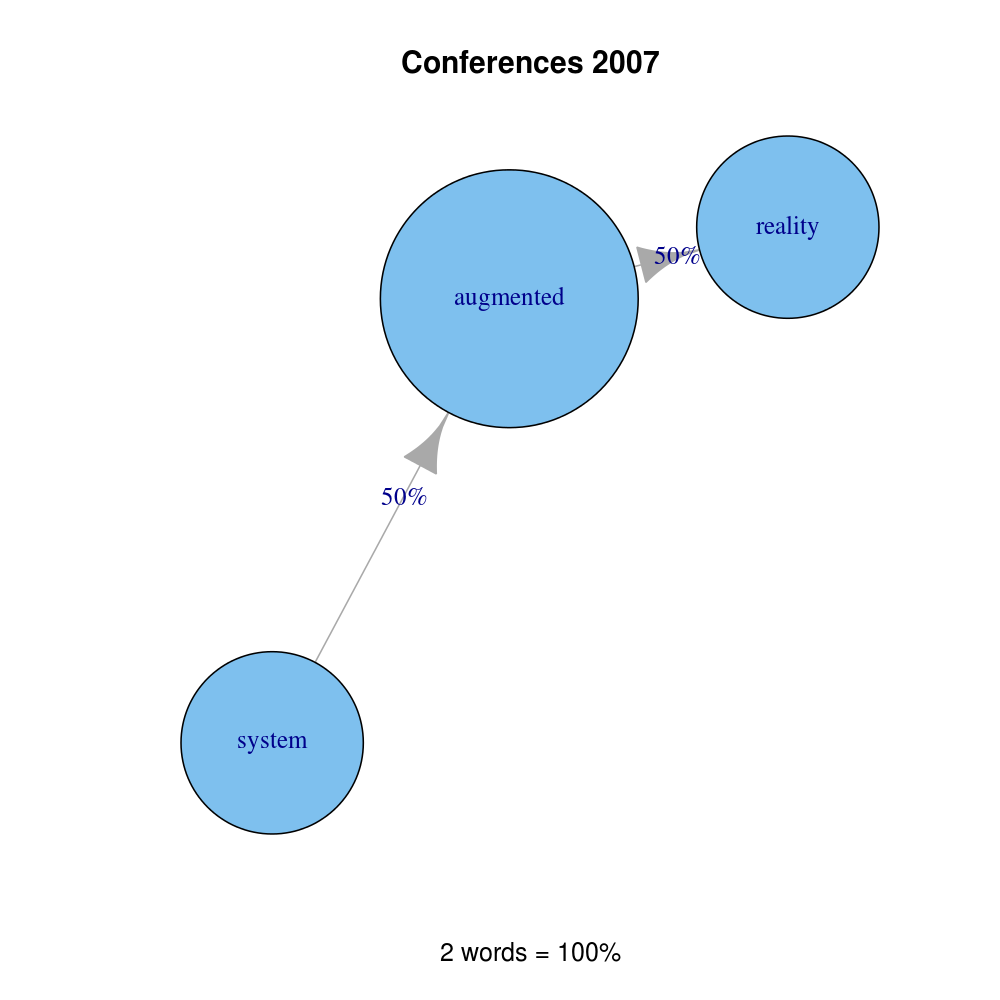 Conferences 2007
reality
50%
augmented
50%
system
2 words = 100%